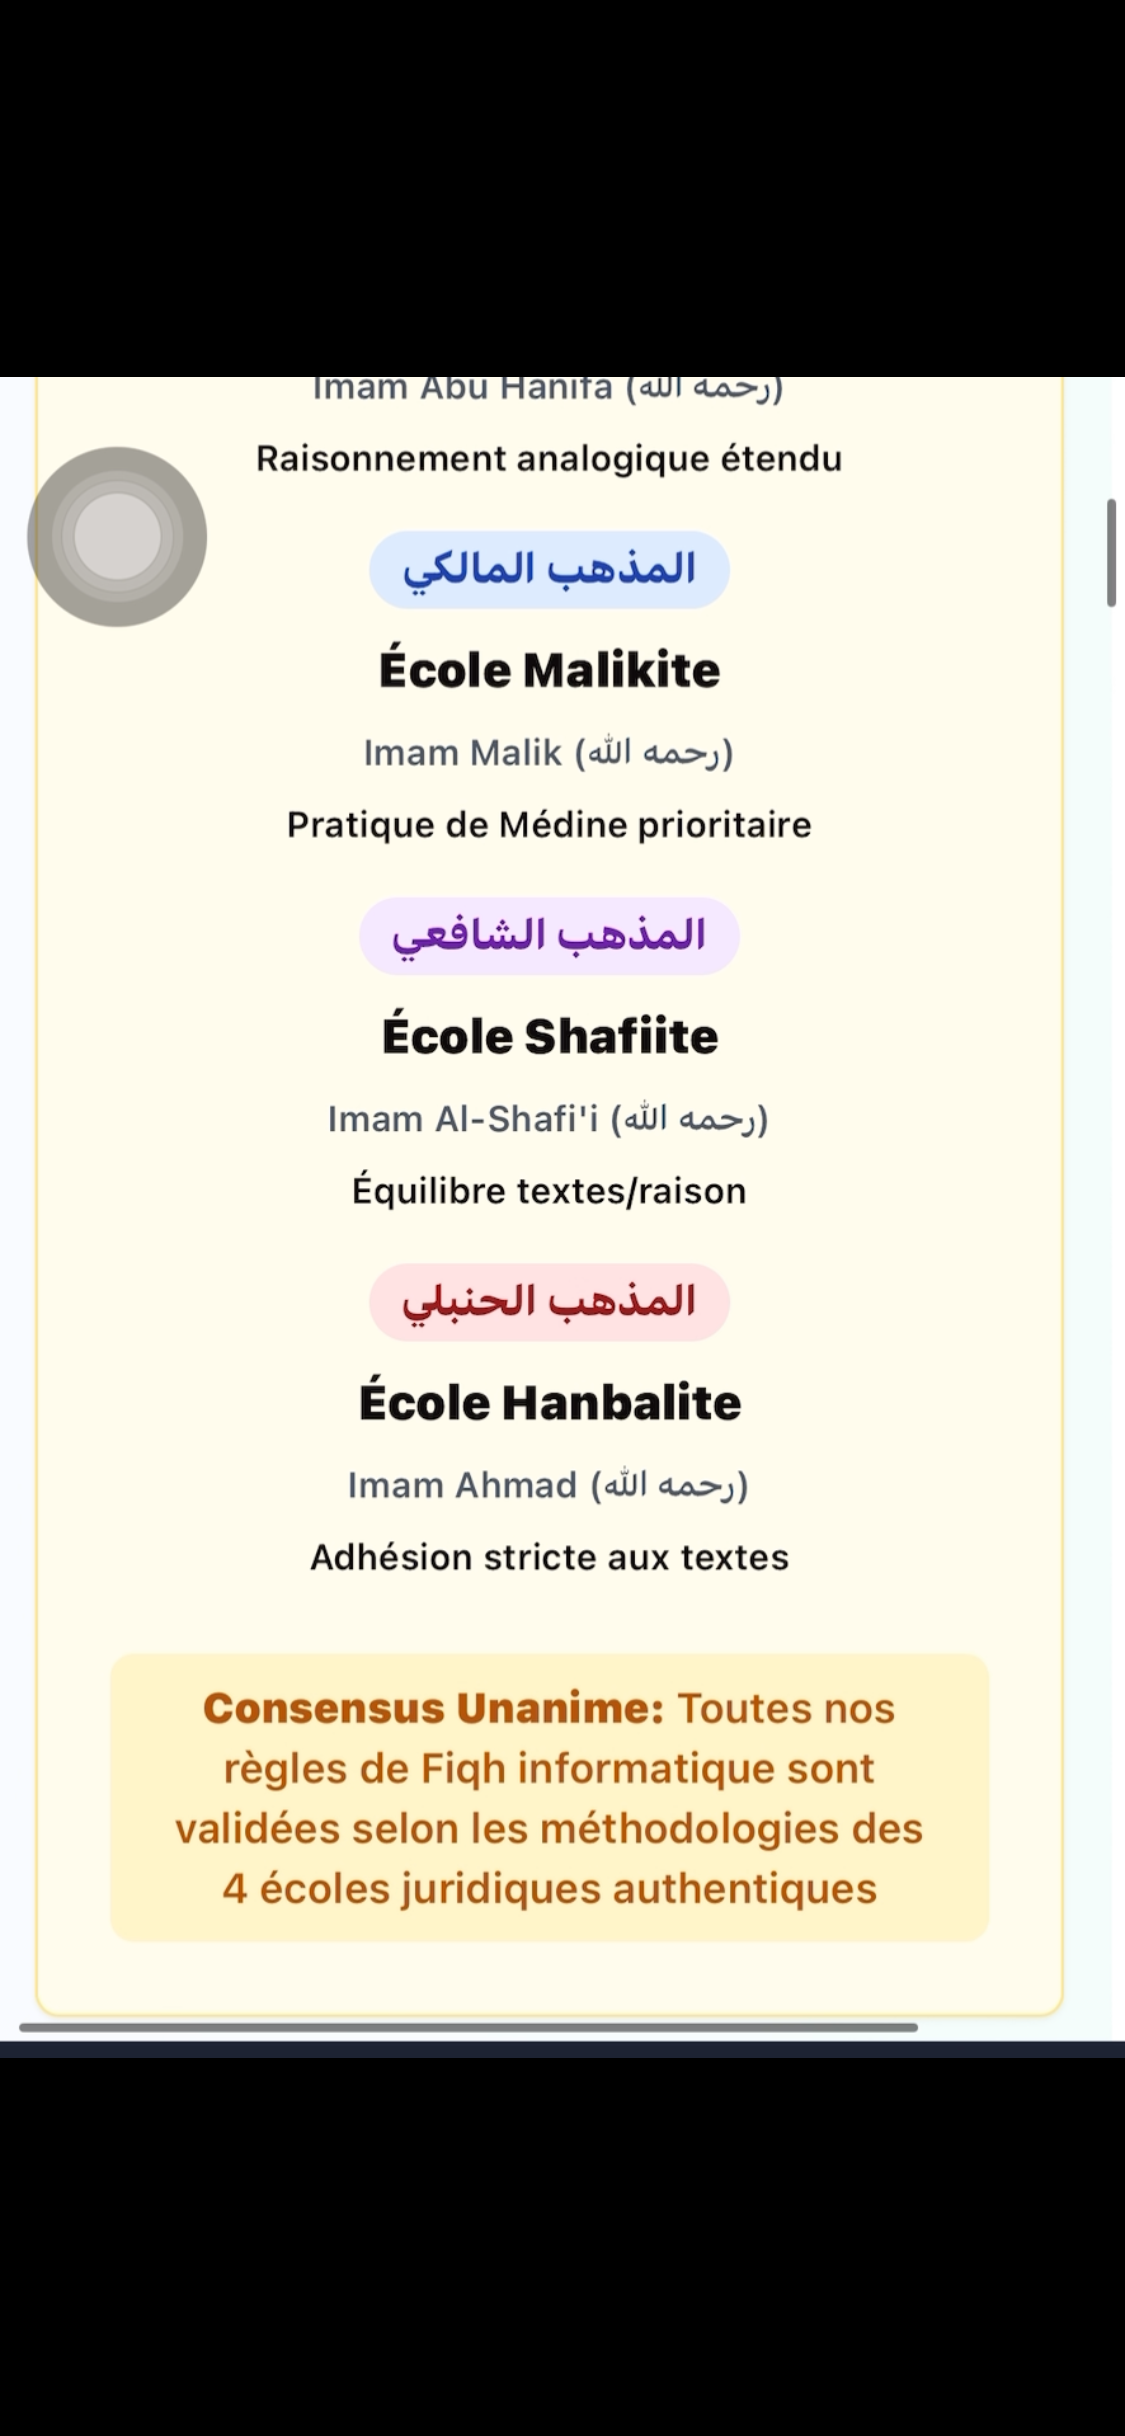 Imam Abu Hanifa (رحمه الله)
Raisonnement analogique étendu
المذهب المالكي
École Malikite
Imam Malik (رحمه الله)
Pratique de Médine prioritaire
المذهب الشافعي
École Shafiite
Imam Al-Shafi'i (رحمه الله)
Équilibre textes/raison
المذهب الحنبلي
École Hanbalite
Imam Ahmad (رحمه الله)
Adhésion stricte aux textes
Consensus Unanime: Toutes nos
règles de Fiqh informatique sont
validées selon les méthodologies des
4 écoles juridiques authentiques